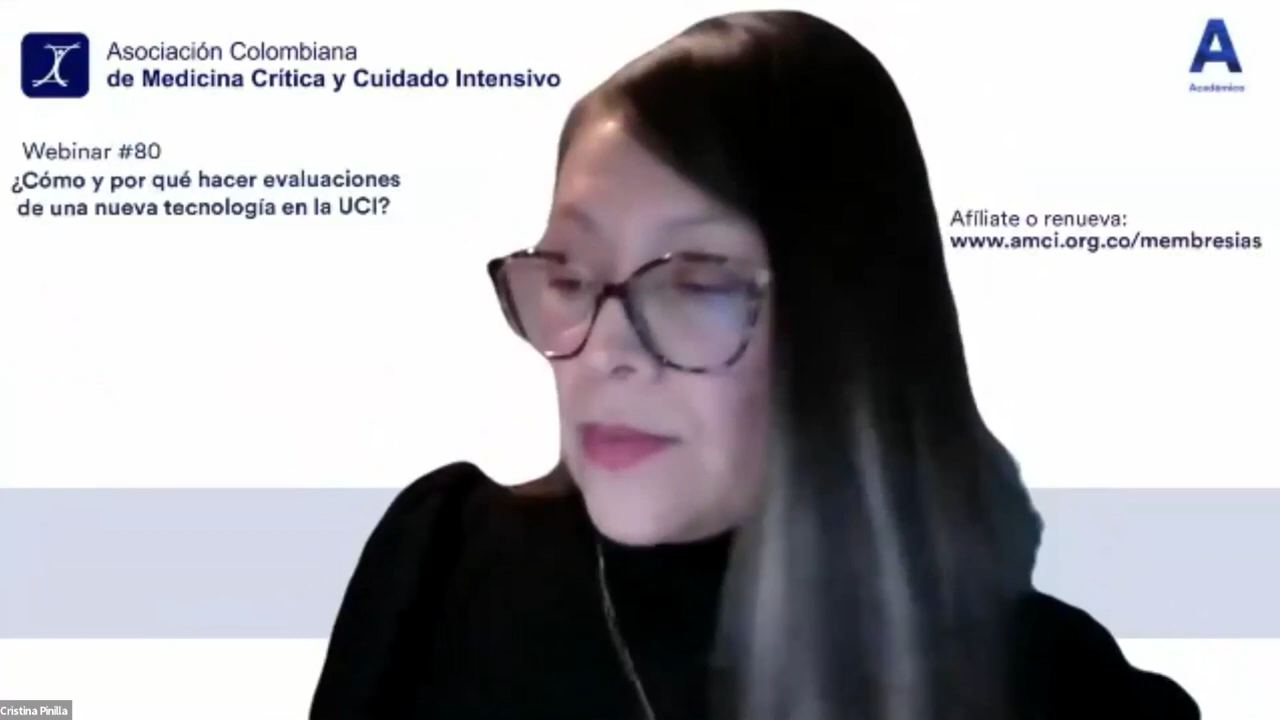 Asociación Colombiana
de Medicina Crítica y Cuidado Intensivo
A
Académico
Webinar #80
¿Cómo y por qué hacer evaluaciones
de una nueva tecnología en la UCI?
Afíliate o renueva:
www.amci.org.co/membresias
Cristina Pinilla